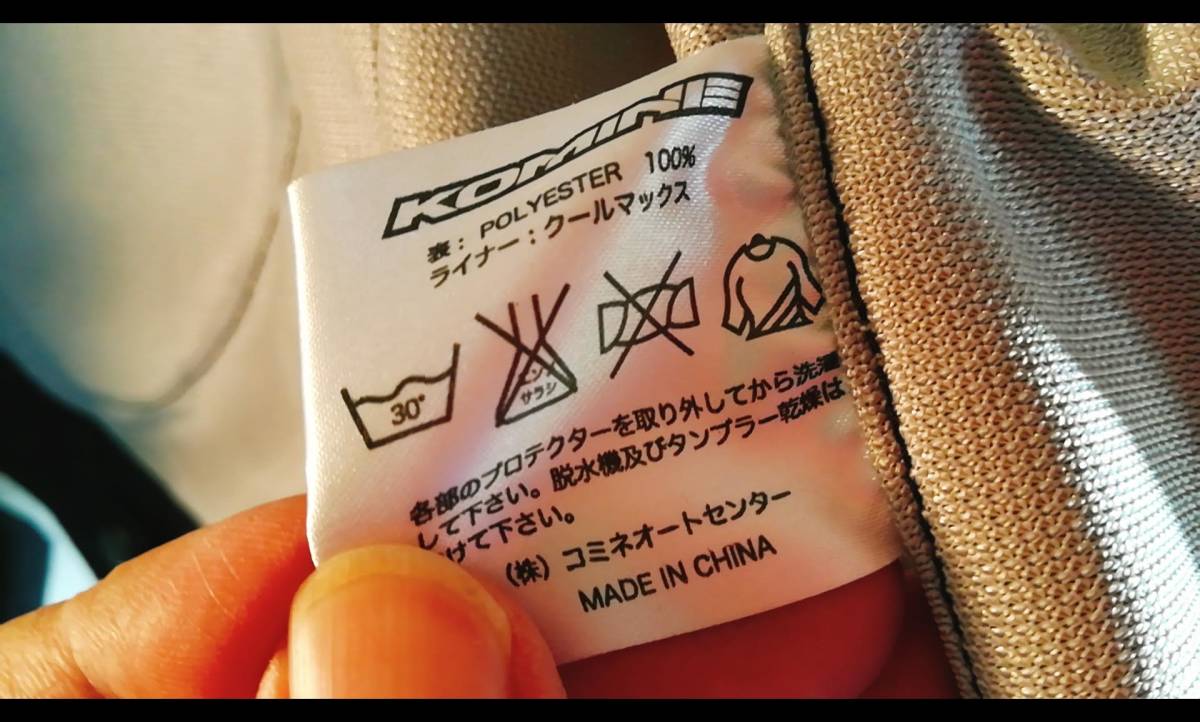 KOMINE
表： POLYESTER 100%
ライナー：クールマックス
30°
エンソ
サラシ
各部のプロテクターを取り外してから洗濯
して下さい。脱水機及びタンブラー乾燥は
けて下さい。
（株）コミネオートセンター
MADE IN CHINA